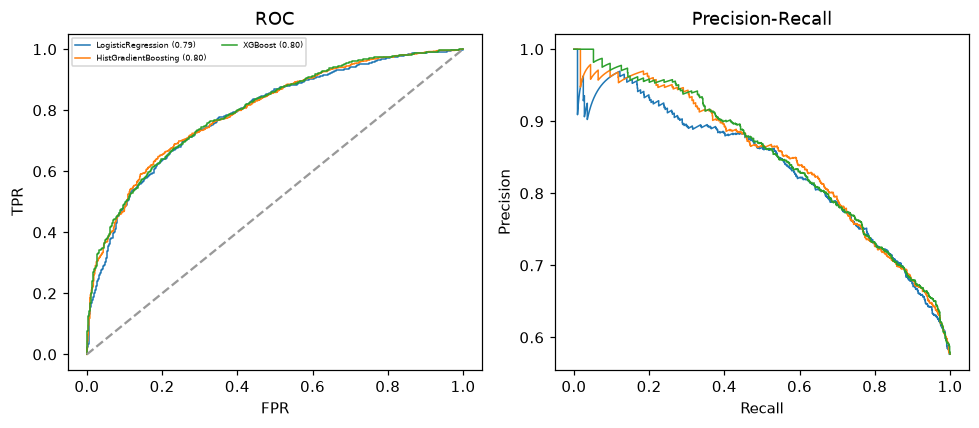 ROC
LogisticRegression (0.79)
HistGradientBoosting (0.80)
XGBoost (0.80)
1.0
0.8
0.6
0.4
0.2
0.0
TPR
0.0 0.2 0.4 0.6 0.8 1.0
FPR
Precision-Recall
1.0
0.9
0.8
0.7
0.6
Precision
0.0 0.2 0.4 0.6 0.8 1.0
Recall